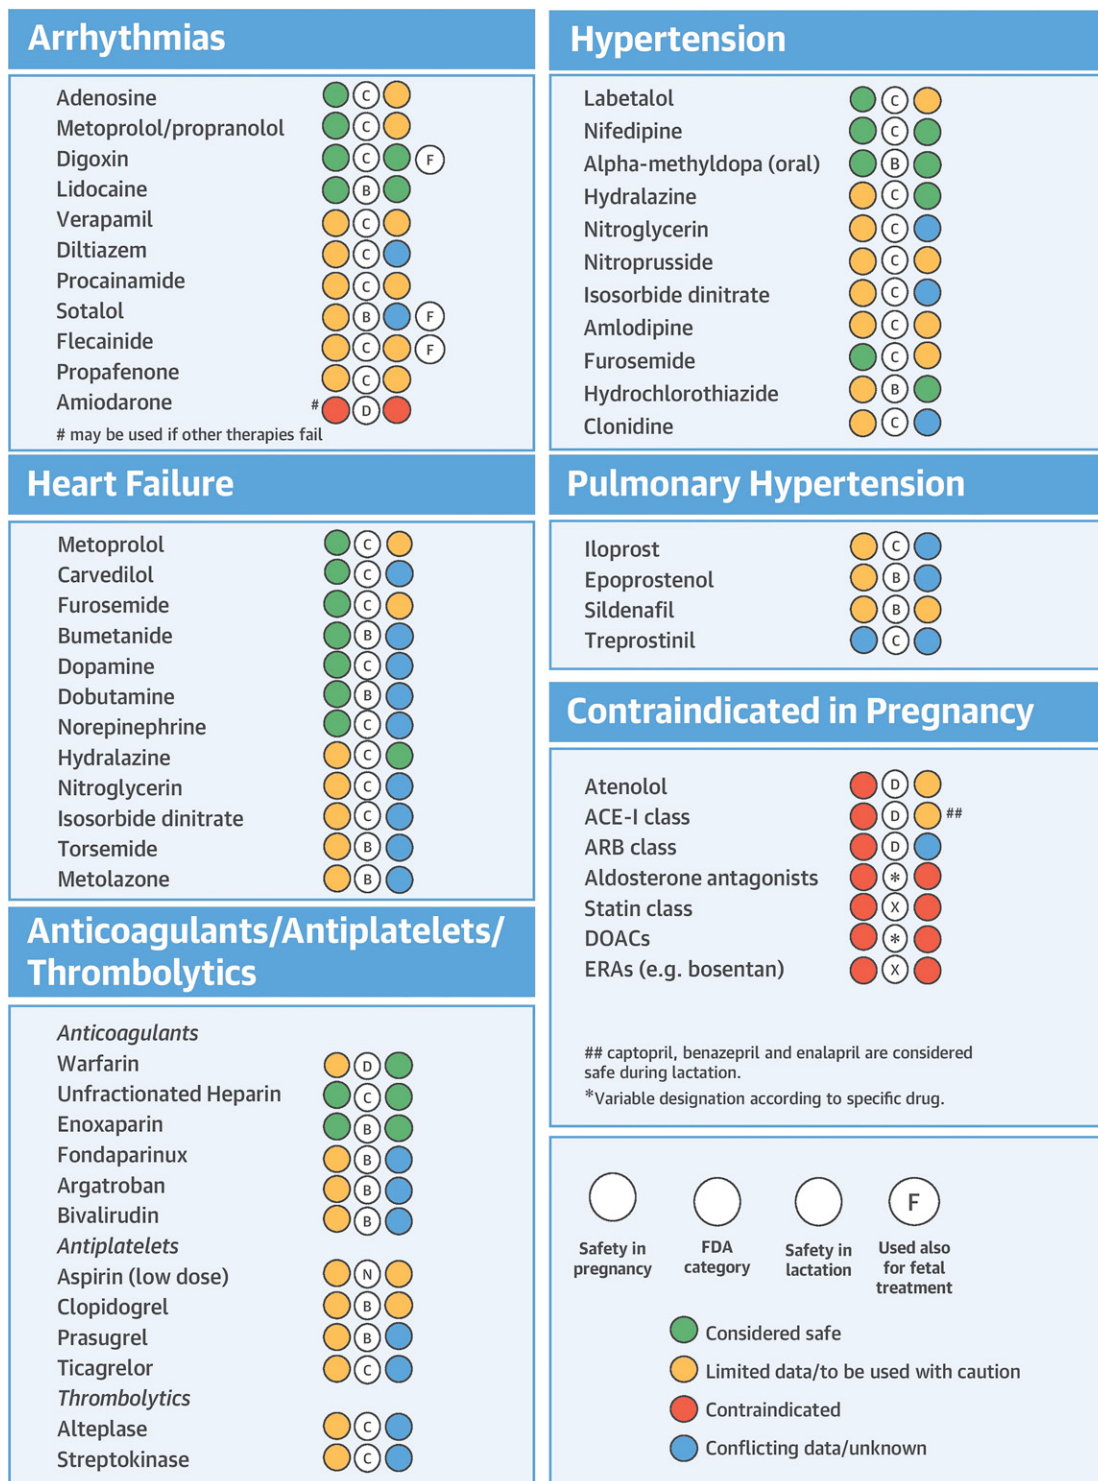 Arrhythmias
Adenosine C
Metoprolol/propranolol C
Digoxin C F
Lidocaine B
Verapamil C
Diltiazem C
Procainamide C
Sotalol B F
Flecainide C F
Propafenone C
Amiodarone # D
# may be used if other therapies fail
Heart Failure
Metoprolol C
Carvedilol C
Furosemide C
Bumetanide B
Dopamine C
Dobutamine B
Norepinephrine C
Hydralazine C
Nitroglycerin C
Isosorbide dinitrate C
Torsemide B
Metolazone B
Anticoagulants/Antiplatelets/
Thrombolytics
Anticoagulants
Warfarin D
Unfractionated Heparin C
Enoxaparin B
Fondaparinux B
Argatroban B
Bivalirudin B
Antiplatelets
Aspirin (low dose) N
Clopidogrel B
Prasugrel B
Ticagrelor C
Thrombolytics
Alteplase C
Streptokinase C
Hypertension
Labetalol C
Nifedipine C
Alpha-methyldopa (oral) B
Hydralazine C
Nitroglycerin C
Nitroprusside C
Isosorbide dinitrate C
Amlodipine C
Furosemide C
Hydrochlorothiazide B
Clonidine C
Pulmonary Hypertension
Iloprost C
Epoprostenol B
Sildenafil B
Treprostinil C
Contraindicated in Pregnancy
Atenolol D
ACE-I class D ##
ARB class D
Aldosterone antagonists *
Statin class X
DOACs *
ERAs (e.g. bosentan) X
## captopril, benazepril and enalapril are considered
safe during lactation.
*Variable designation according to specific drug.
F
Safety in
pregnancy
FDA
category
Safety in
lactation
Used also
for fetal
treatment
Considered safe
Limited data/to be used with caution
Contraindicated
Conflicting data/unknown